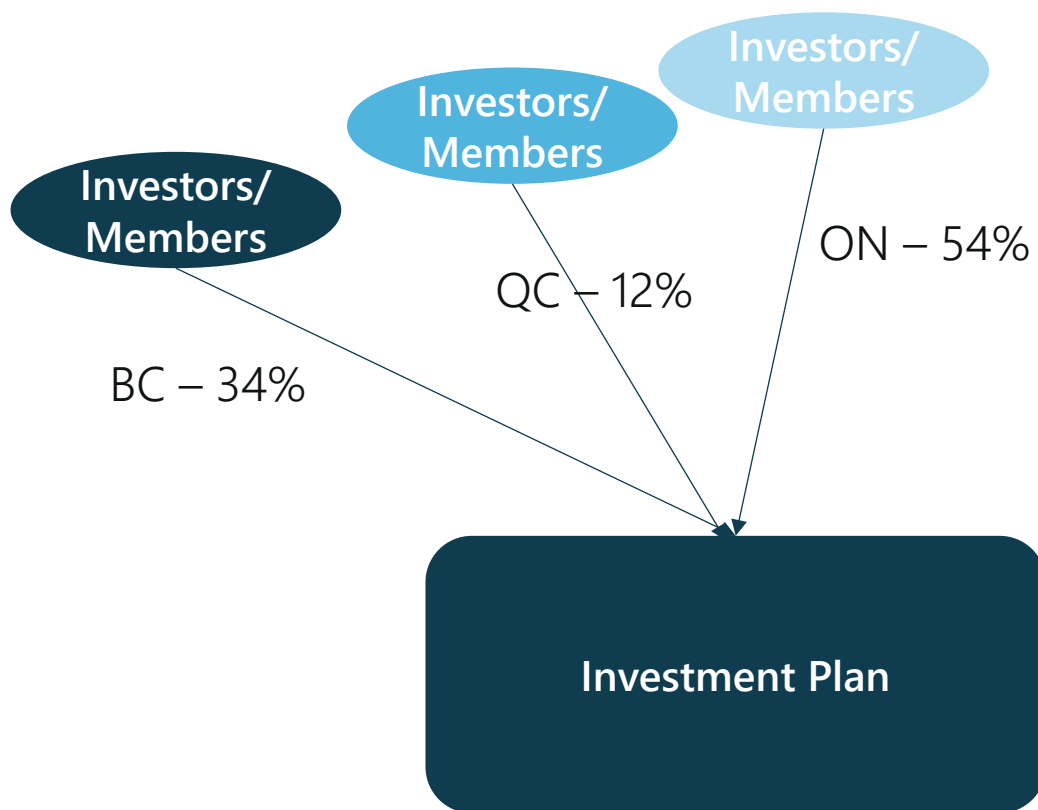 Investors/
Members
Investors/
Members
Investors/
Members
BC – 34%
QC – 12%
ON – 54%
Investment Plan